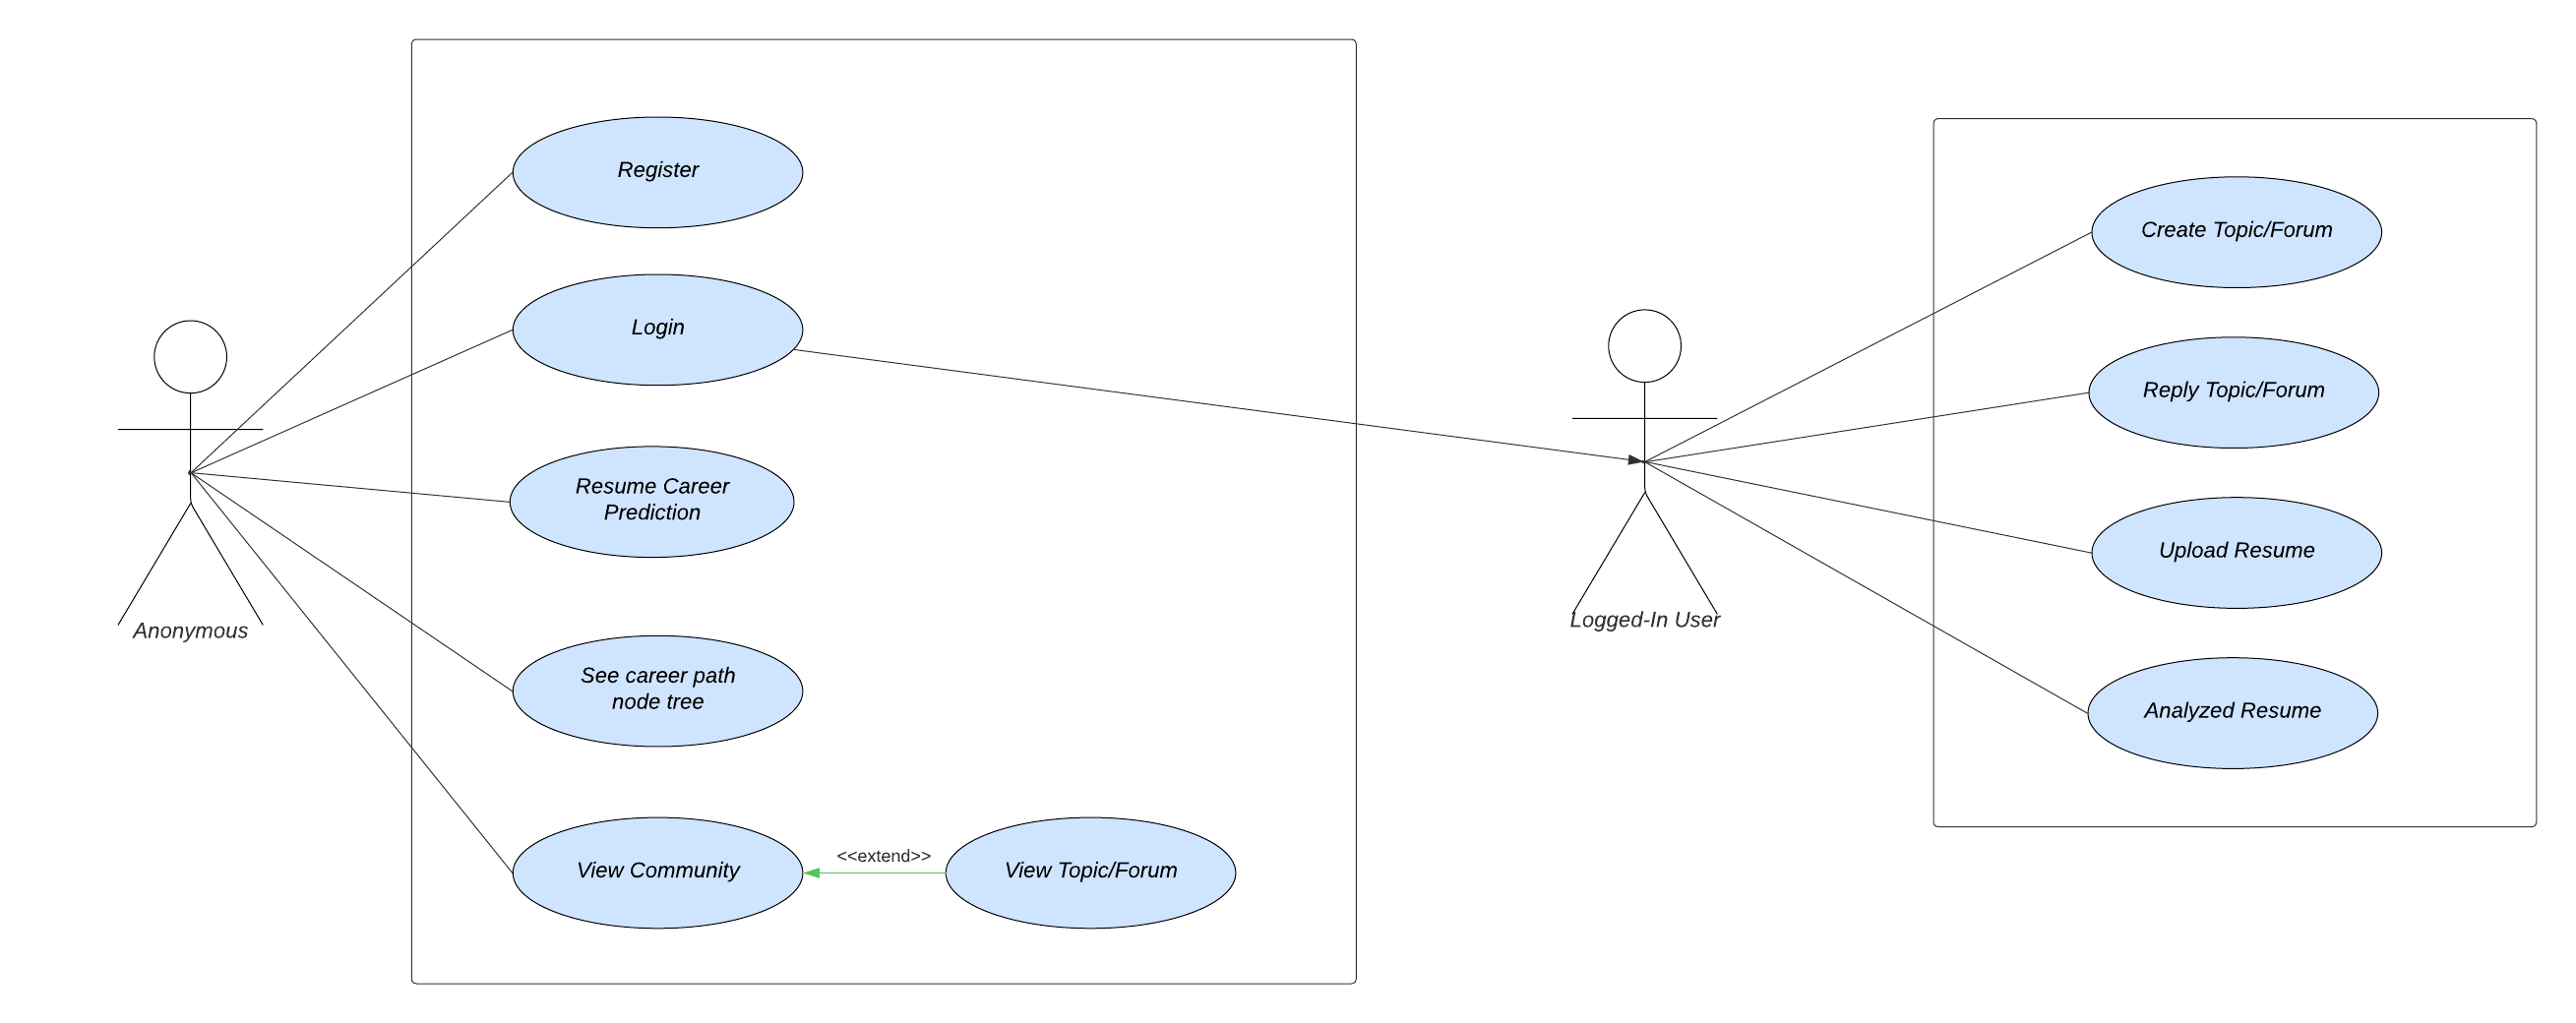 Register
Login
Resume Career
Prediction
See career path
node tree
View Community
<<extend>>
View Topic/Forum
Anonymous
Logged-In User
Create Topic/Forum
Reply Topic/Forum
Upload Resume
Analyzed Resume